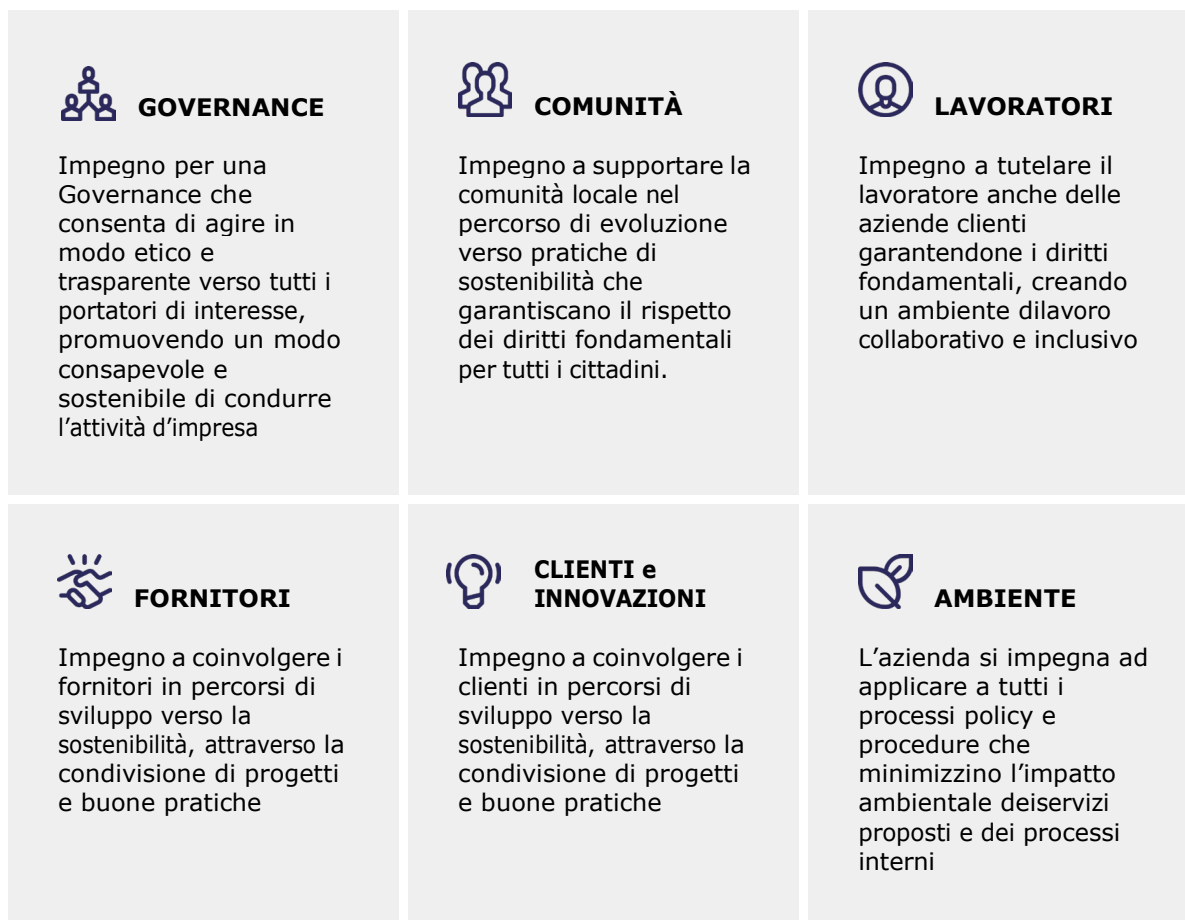 GOVERNANCE
Impegno per una
Governance che
consenta di agire in
modo etico e
trasparente verso tutti i
portatori di interesse,
promuovendo un modo
consapevole e
sostenibile di condurre
l’attività d’impresa
COMUNITÀ
Impegno a supportare la
comunità locale nel
percorso di evoluzione
verso pratiche di
sostenibilità che
garantiscano il rispetto
dei diritti fondamentali
per tutti i cittadini.
LAVORATORI
Impegno a tutelare il
lavoratore anche delle
aziende clienti
garantendone i diritti
fondamentali, creando
un ambiente dilavoro
collaborativo e inclusivo
FORNITORI
Impegno a coinvolgere i
fornitori in percorsi di
sviluppo verso la
sostenibilità, attraverso la
condivisione di progetti
e buone pratiche
CLIENTI e
INNOVAZIONI
Impegno a coinvolgere i
clienti in percorsi di
sviluppo verso la
sostenibilità, attraverso la
condivisione di progetti
e buone pratiche
AMBIENTE
L’azienda si impegna ad
applicare a tutti i
processi policy e
procedure che
minimizzino l’impatto
ambientale deiservizi
proposti e dei processi
interni